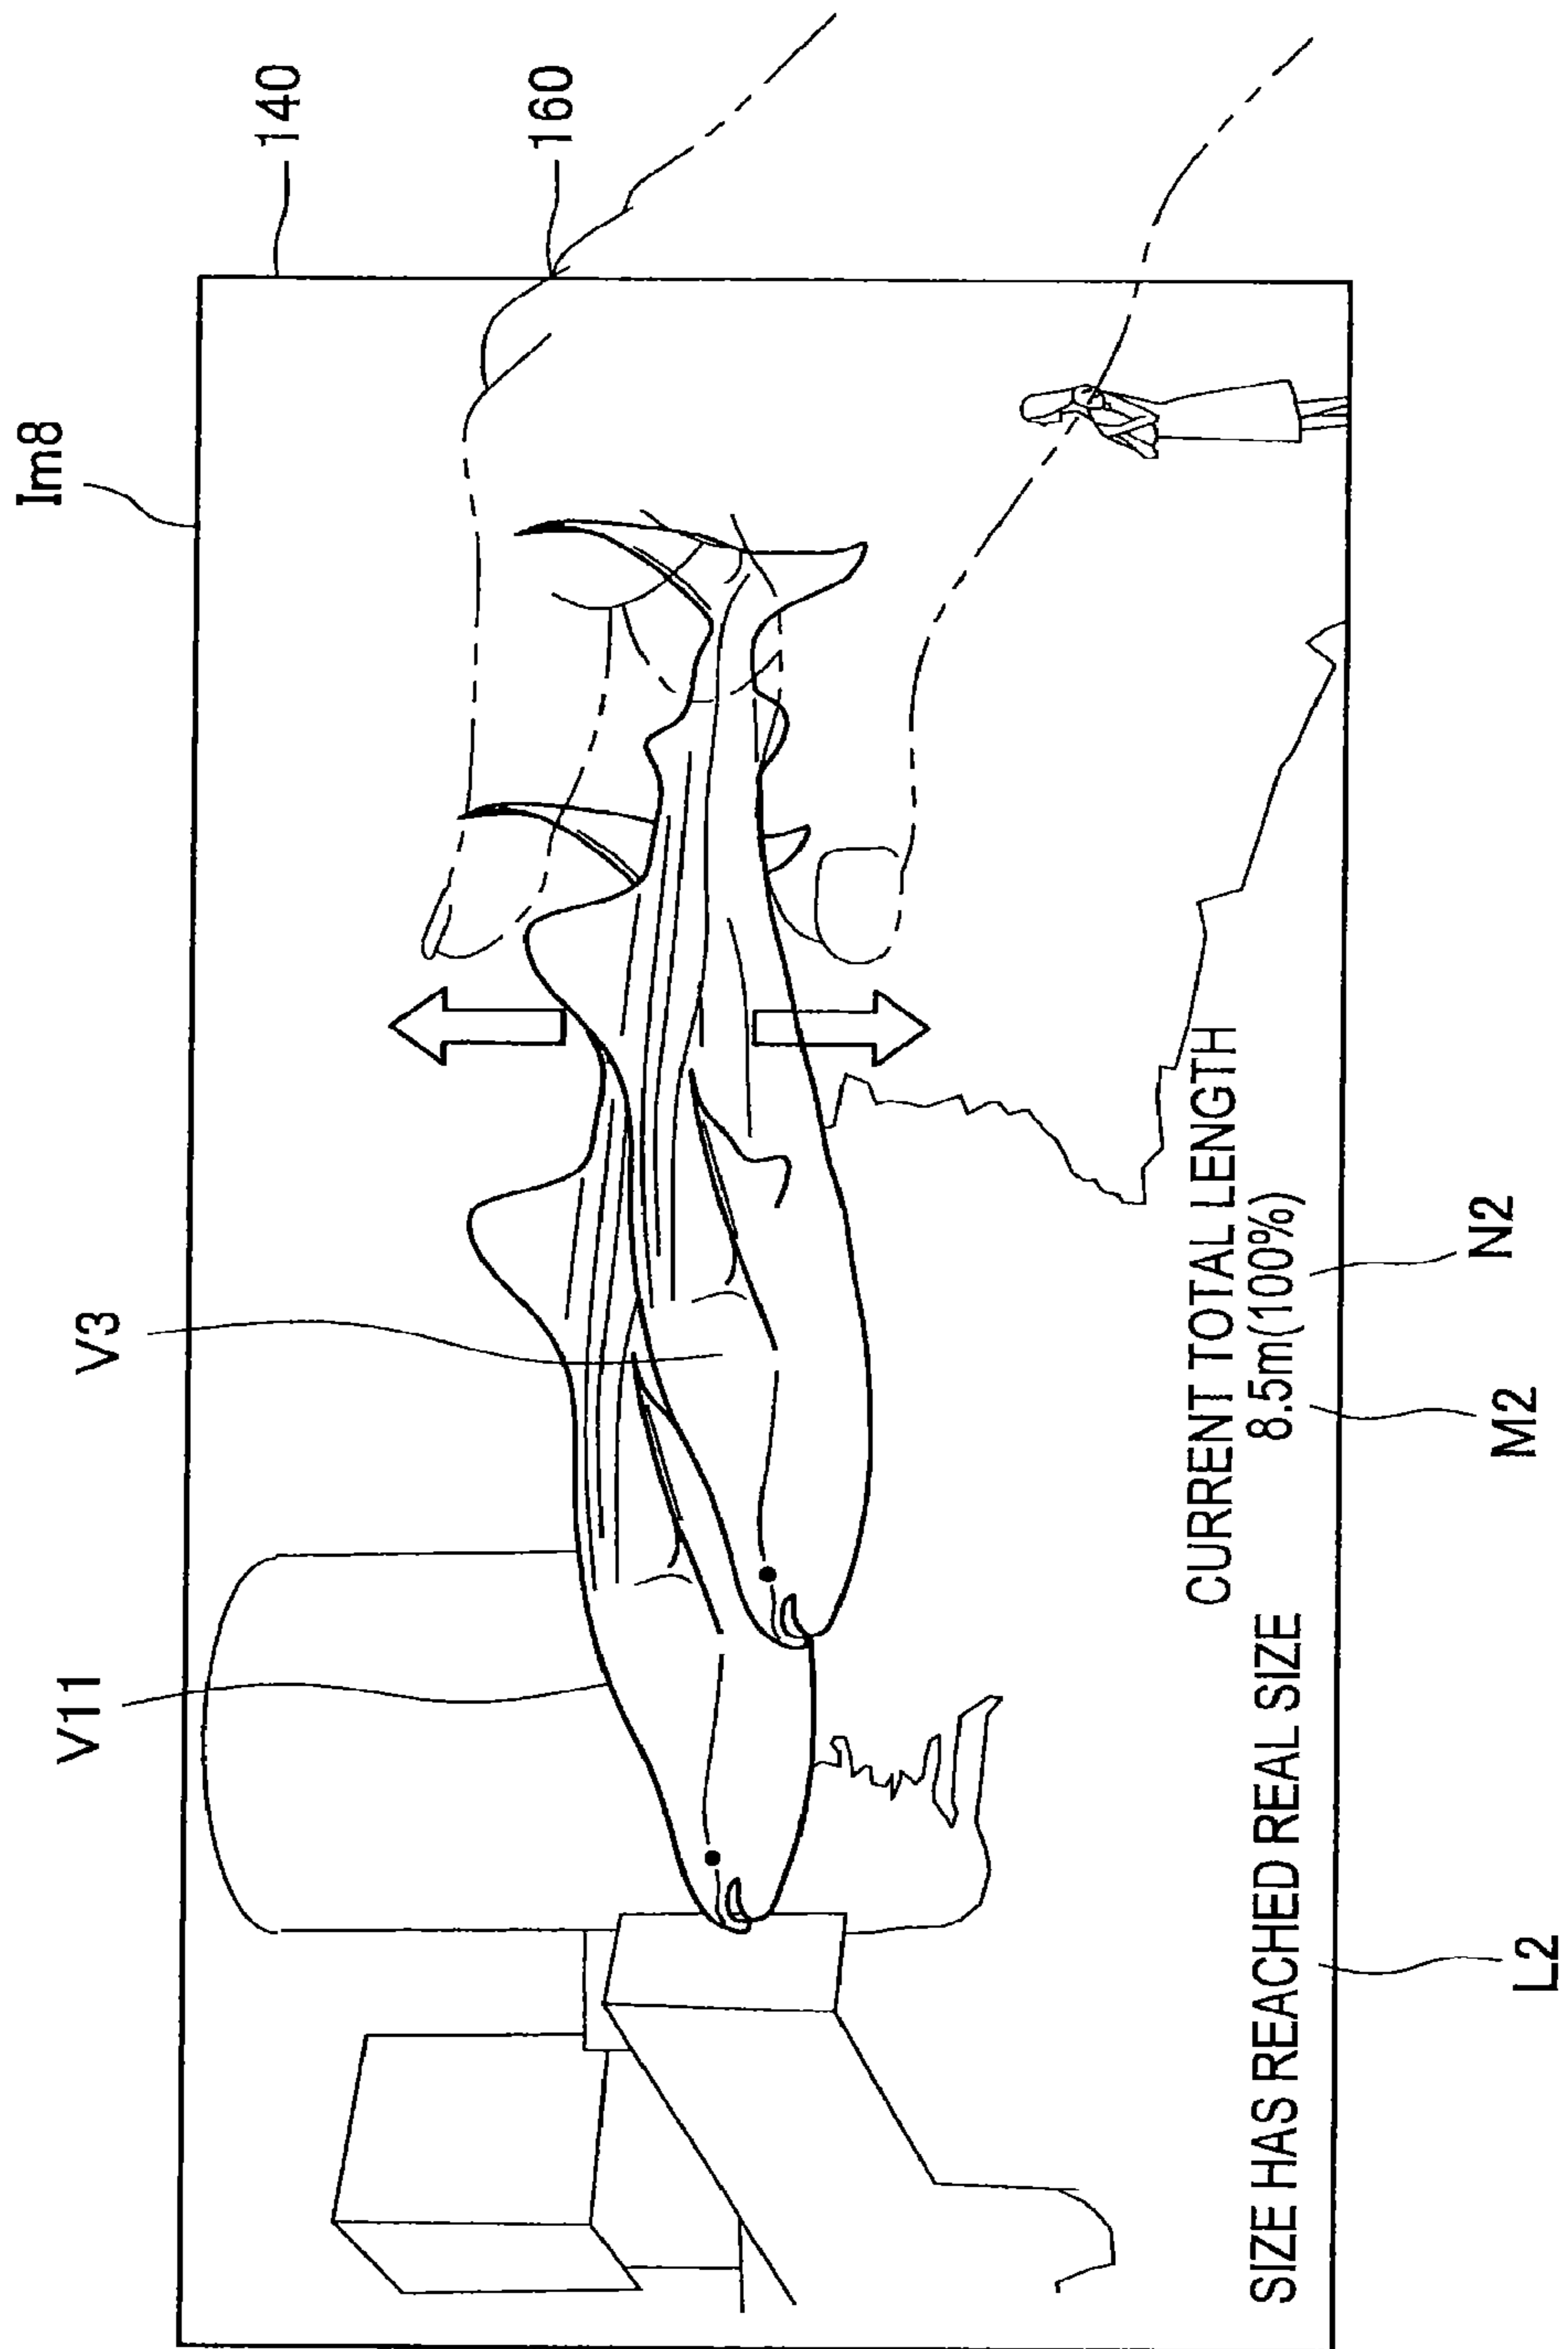 Im8
140
160
V3
V11
CURRENT TOTAL LENGTH
8.5m(100%)
SIZE HAS REACHED REAL SIZE
N2
M2
L2